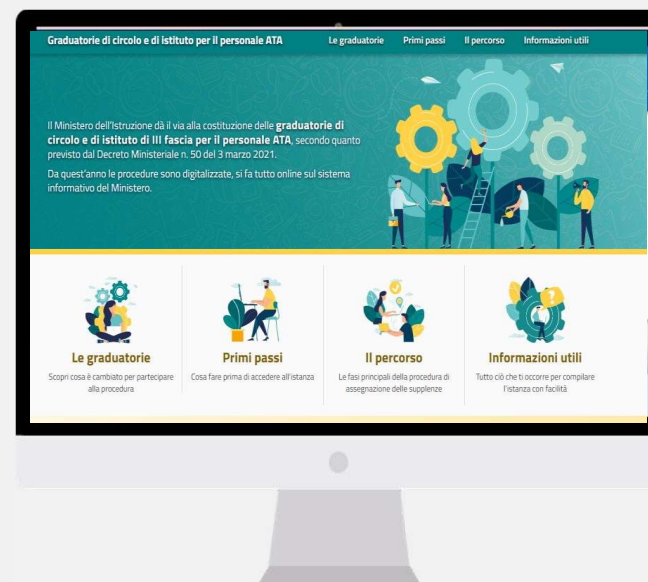 Graduatorie di circolo e di istituto per il personale ATA
Le graduatorie
Primi passi
Il percorso
Informazioni utili
Il Ministero dell'Istruzione dà il via alla costituzione delle graduatorie di
circolo e di istituto di III fascia per il personale ATA, secondo quanto
previsto dal Decreto Ministeriale n. 50 del 3 marzo 2021.
Da quest'anno le procedure sono digitalizzate, si fa tutto online sul sistema
informativo del Ministero.
Le graduatorie
Scopri cosa è cambiato per partecipare
alla procedura
Primi passi
Cosa fare prima di accedere all'istanza
Il percorso
Le fasi principali della procedura di
assegnazione delle supplenze
Informazioni utili
Tutto ciò che ti occorre per compilare
l'istanza con facilità